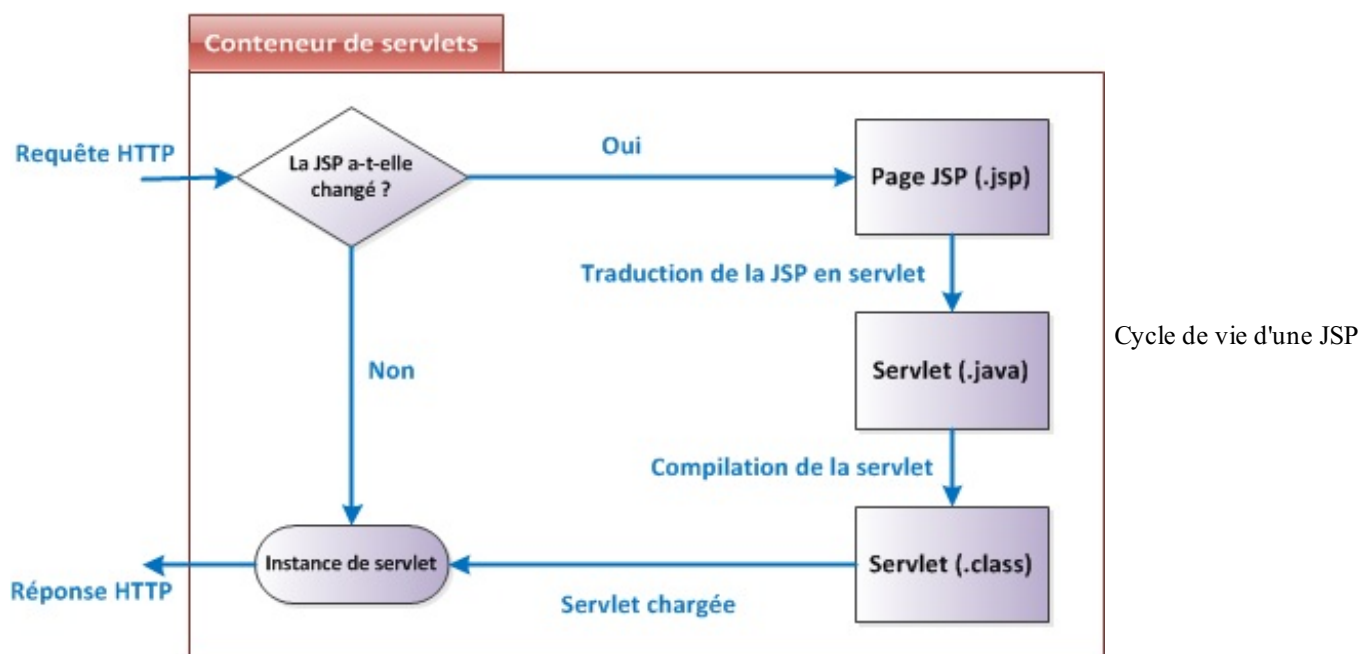 Conteneur de servlets
Requête HTTP
La JSP a-t-elle
changé ?
Oui
Page JSP (.jsp)
Traduction de la JSP en servlet
Servlet (.java)
Cycle de vie d'une JSP
Non
Compilation de la servlet
Servlet (.class)
Servlet chargée
Instance de servlet
Réponse HTTP